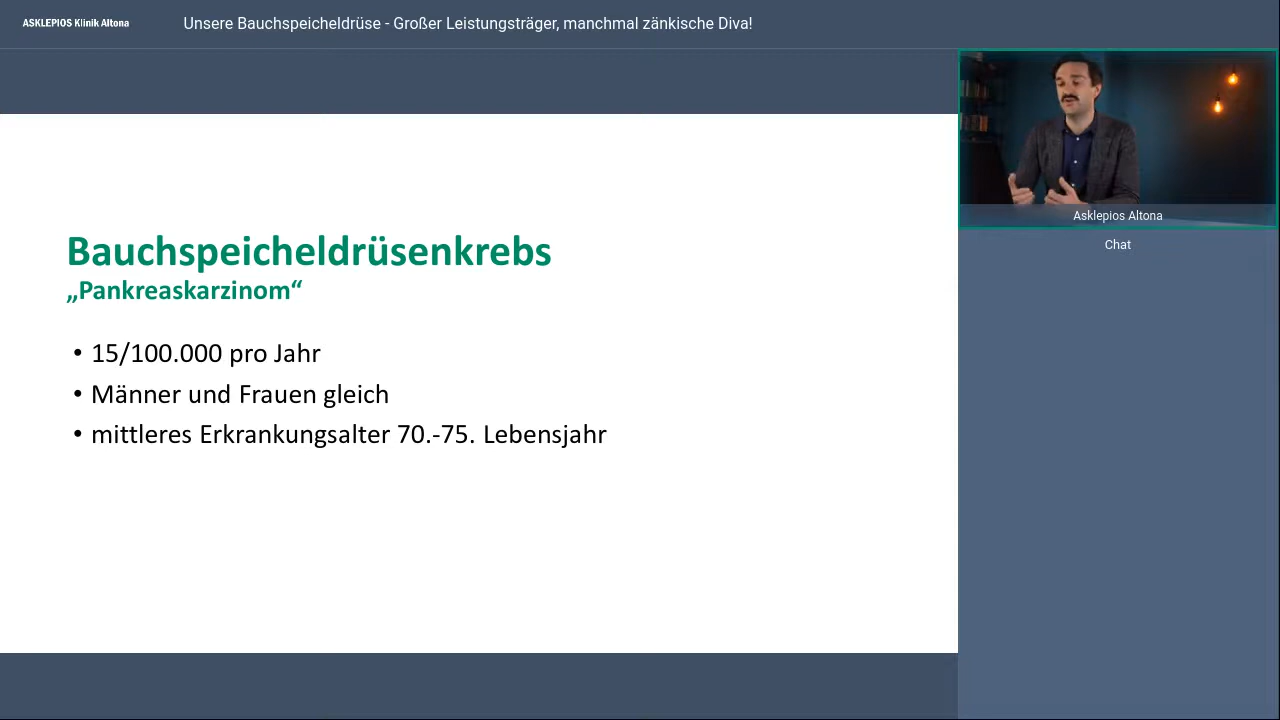 ASKLEPIOS Klinik Altona
Unsere Bauchspeicheldrüse - Großer Leistungsträger, manchmal zänkische Diva!
Asklepios Altona
Chat
Bauchspeicheldrüsenkrebs
„Pankreaskarzinom“
• 15/100.000 pro Jahr
• Männer und Frauen gleich
• mittleres Erkrankungsalter 70.-75. Lebensjahr